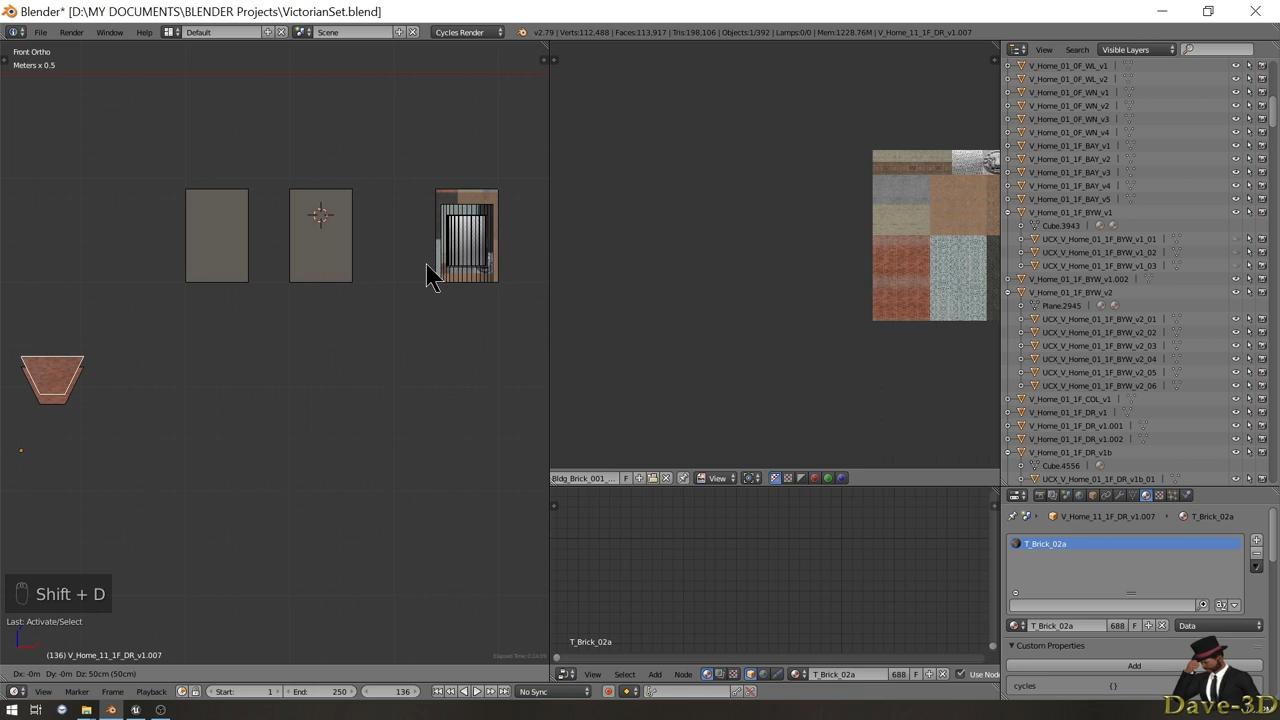 Blender* [D:\MY DOCUMENTS\BLENDER Projects\VictorianSet.blend]
File Render Window Help Default Scene Cycles Render v2.79 | Verts:112,488 | Faces:113,917 | Tris:198,106 | Objects:1/392 | Lamps:0/0 | Mem:1228.76M | V_Home_11_1F_DR_v1.007
Front Ortho
Meters x 0.5
View Search Visible Layers
V_Home_01_0F_WL_v1
V_Home_01_0F_WL_v2
V_Home_01_0F_WN_v1
V_Home_01_0F_WN_v2
V_Home_01_0F_WN_v3
V_Home_01_0F_WN_v4
V_Home_01_1F_BAY_v1
V_Home_01_1F_BAY_v2
V_Home_01_1F_BAY_v3
V_Home_01_1F_BAY_v4
V_Home_01_1F_BAY_v5
V_Home_01_1F_BYW_v1
Cube.3943
UCX_V_Home_01_1F_BYW_v1_01
UCX_V_Home_01_1F_BYW_v1_02
UCX_V_Home_01_1F_BYW_v1_03
V_Home_01_1F_BYW_v1.002
V_Home_01_1F_BYW_v2
Plane.2945
UCX_V_Home_01_1F_BYW_v2_01
UCX_V_Home_01_1F_BYW_v2_02
UCX_V_Home_01_1F_BYW_v2_03
UCX_V_Home_01_1F_BYW_v2_04
UCX_V_Home_01_1F_BYW_v2_05
UCX_V_Home_01_1F_BYW_v2_06
V_Home_01_1F_COL_v1
V_Home_01_1F_DR_v1
V_Home_01_1F_DR_v1.001
V_Home_01_1F_DR_v1.002
V_Home_01_1F_DR_v1b
Cube.4556
UCX_V_Home_01_1F_DR_v1b_01
Bldg_Brick_001_... F View
V_Home_11_1F_DR_v1.007 T_Brick_02a
T_Brick_02a
T_Brick_02a 688 F Data
Custom Properties
Add
cycles {}
Shift + D
Last: Activate/Select
(136) V_Home_11_1F_DR_v1.007
T_Brick_02a
Dx: -0m Dy: 0m Dz: 50cm (50cm)
View Select Add Node T_Brick_02a 688 F Use Node
View Marker Frame Playback Start: 1 End: 250 136 No Sync
Dave-3D